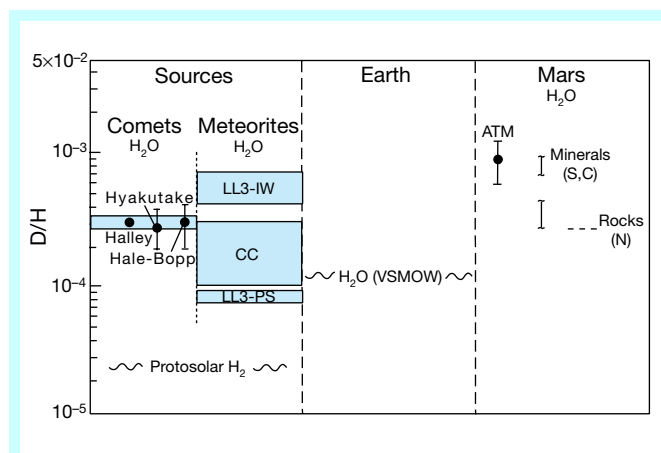 5×10⁻²
10⁻³
10⁻⁴
10⁻⁵
D/H
Sources
Comets
H₂O
Hyakutake
Halley
Hale-Bopp
Protosolar H₂
Meteorites
H₂O
LL3-IW
CC
LL3-PS
Earth
H₂O (VSMOW)
Mars
H₂O
ATM
Minerals
(S,C)
Rocks
(N)